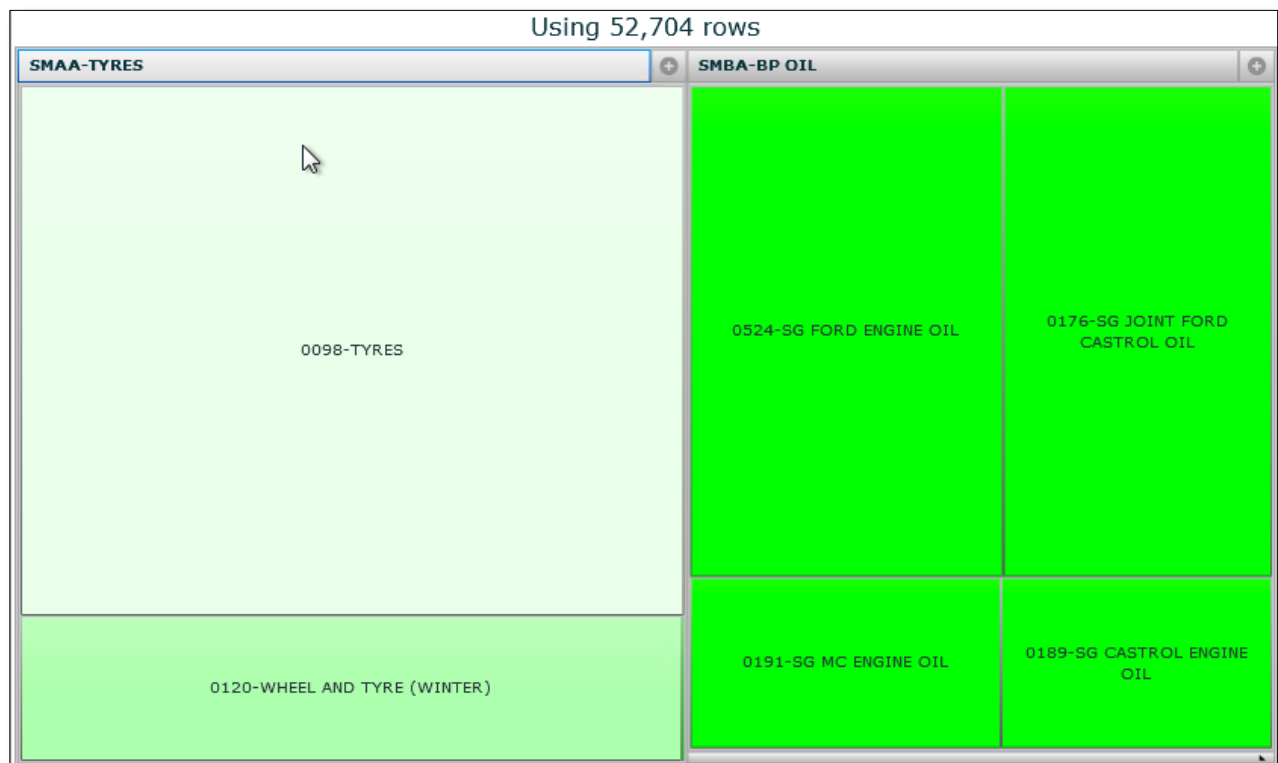 Using 52,704 rows
SMAA-TYRES
SMBA-BP OIL
0098-TYRES
0120-WHEEL AND TYRE (WINTER)
0524-SG FORD ENGINE OIL
0176-SG JOINT FORD
CASTROL OIL
0191-SG MC ENGINE OIL
0189-SG CASTROL ENGINE
OIL